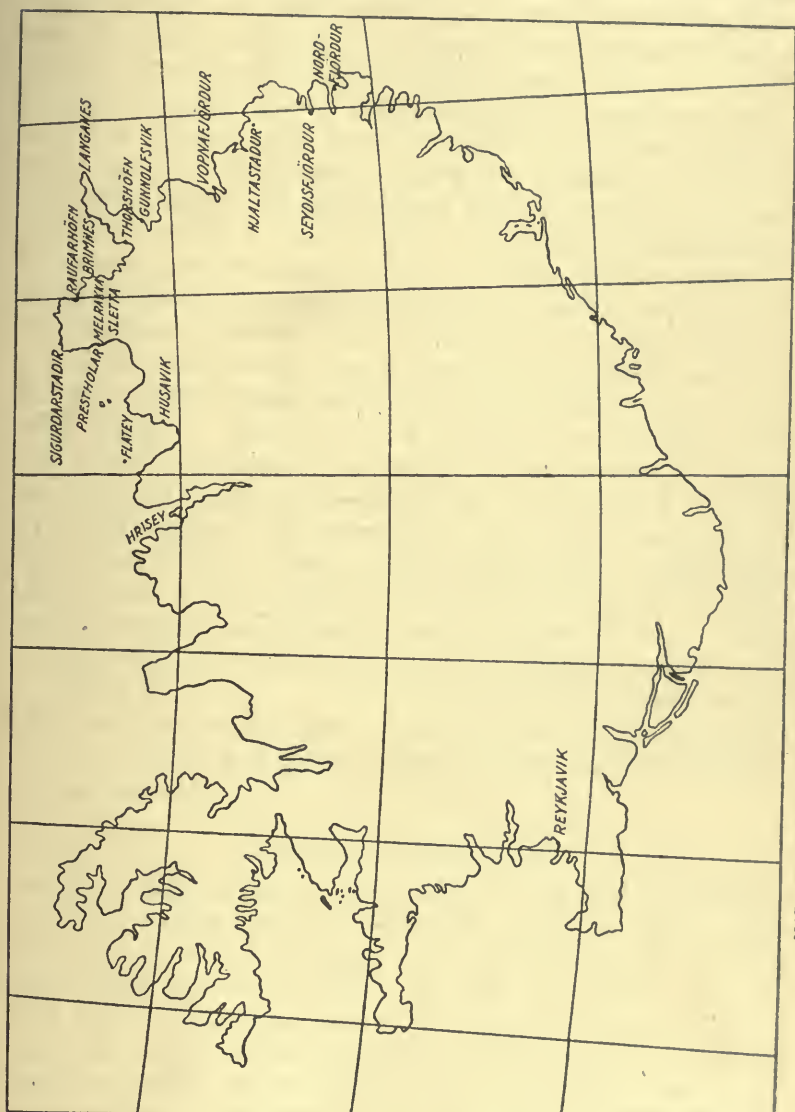 SIGURDARSTADIR
PRESTHOLAR
MELRAKKA
SLETTA
RAUFARHÖFN
BRIMNES
LANGANES
THORSHÖFN
GUNNOLFSVIK
FLATEY
HUSAVIK
HRISEY
VOPNAFJÖRDUR
HJALTASTADUR
SEYDISFJÖRDUR
NORD-
FJÖRDUR
REYKJAVIK